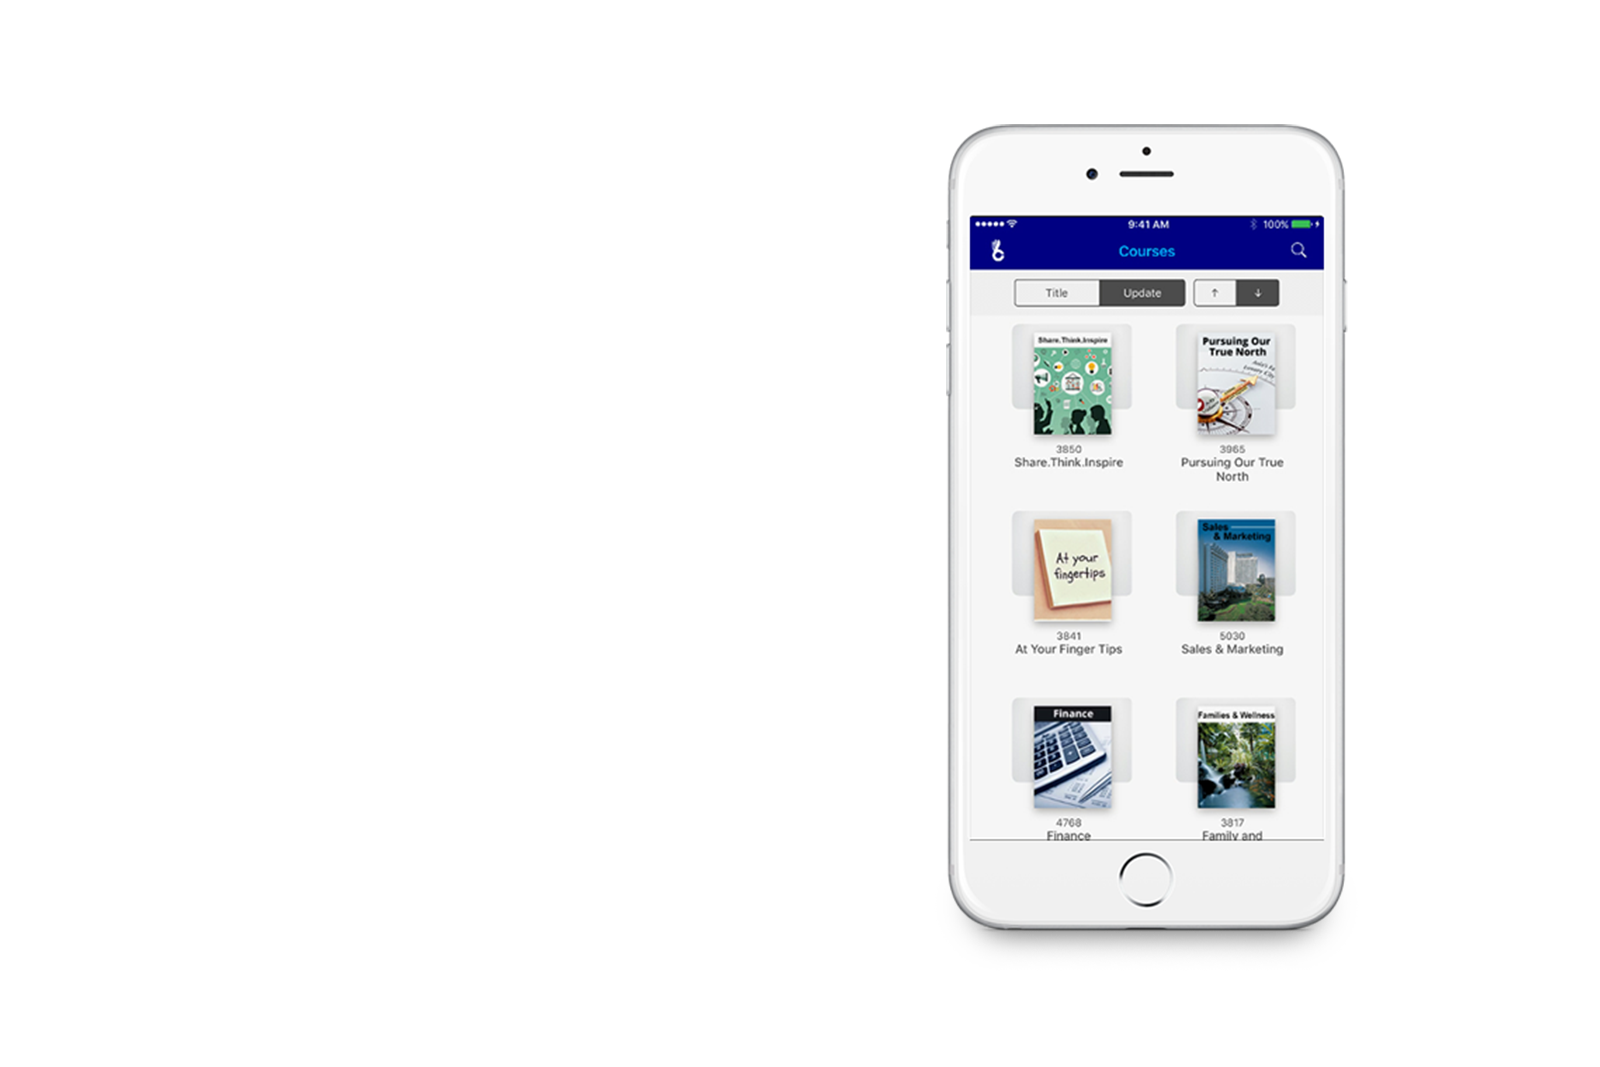 9:41 AM
100%
Courses
Title
Update
↑
↓
Share.Think.Inspire
3850
Share.Think.Inspire
Pursuing Our
True North
3965
Pursuing Our True
North
At your
fingertips
3841
At Your Finger Tips
Sales
& Marketing
5030
Sales & Marketing
Finance
4768
Finance
Families & Wellness
3817
Family and